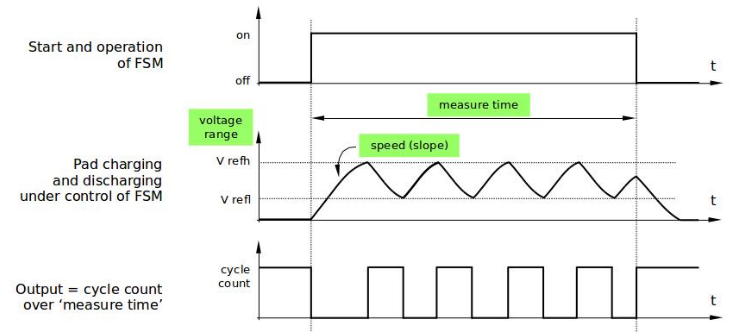 Start and operation
of FSM
on
off
t
measure time
voltage
range
speed (slope)
Pad charging
and discharging
under control of FSM
V refh
V refl
t
Output = cycle count
over ‘measure time’
cycle
count
t